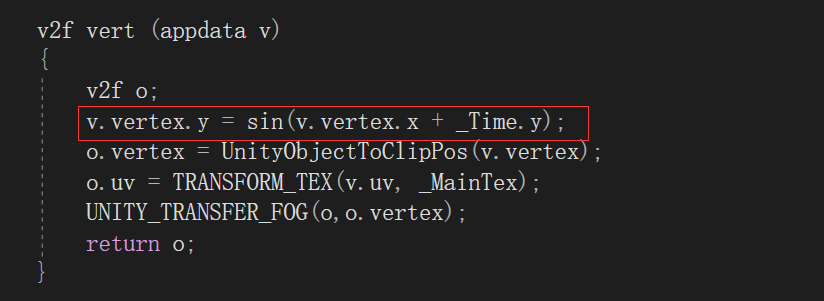 v2f vert (appdata v)
{
v2f o;
v.vertex.y = sin(v.vertex.x + _Time.y);
o.vertex = UnityObjectToClipPos(v.vertex);
o.uv = TRANSFORM_TEX(v.uv, _MainTex);
UNITY_TRANSFER_FOG(o,o.vertex);
return o;
}